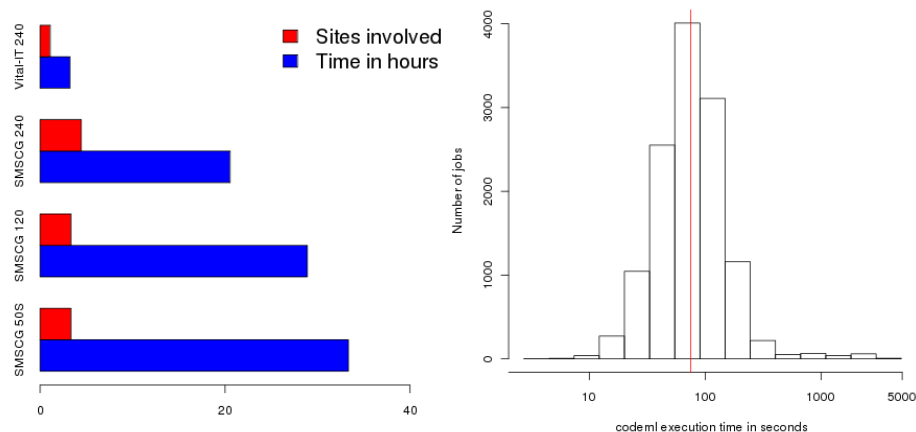 Sites involved
Time in hours
Vital-IT 240
SMSCG 240
SMSCG 120
SMSCG 50S
0 20 40
Number of jobs
4000
3000
2000
1000
0
10 100 1000 5000
codeml execution time in seconds